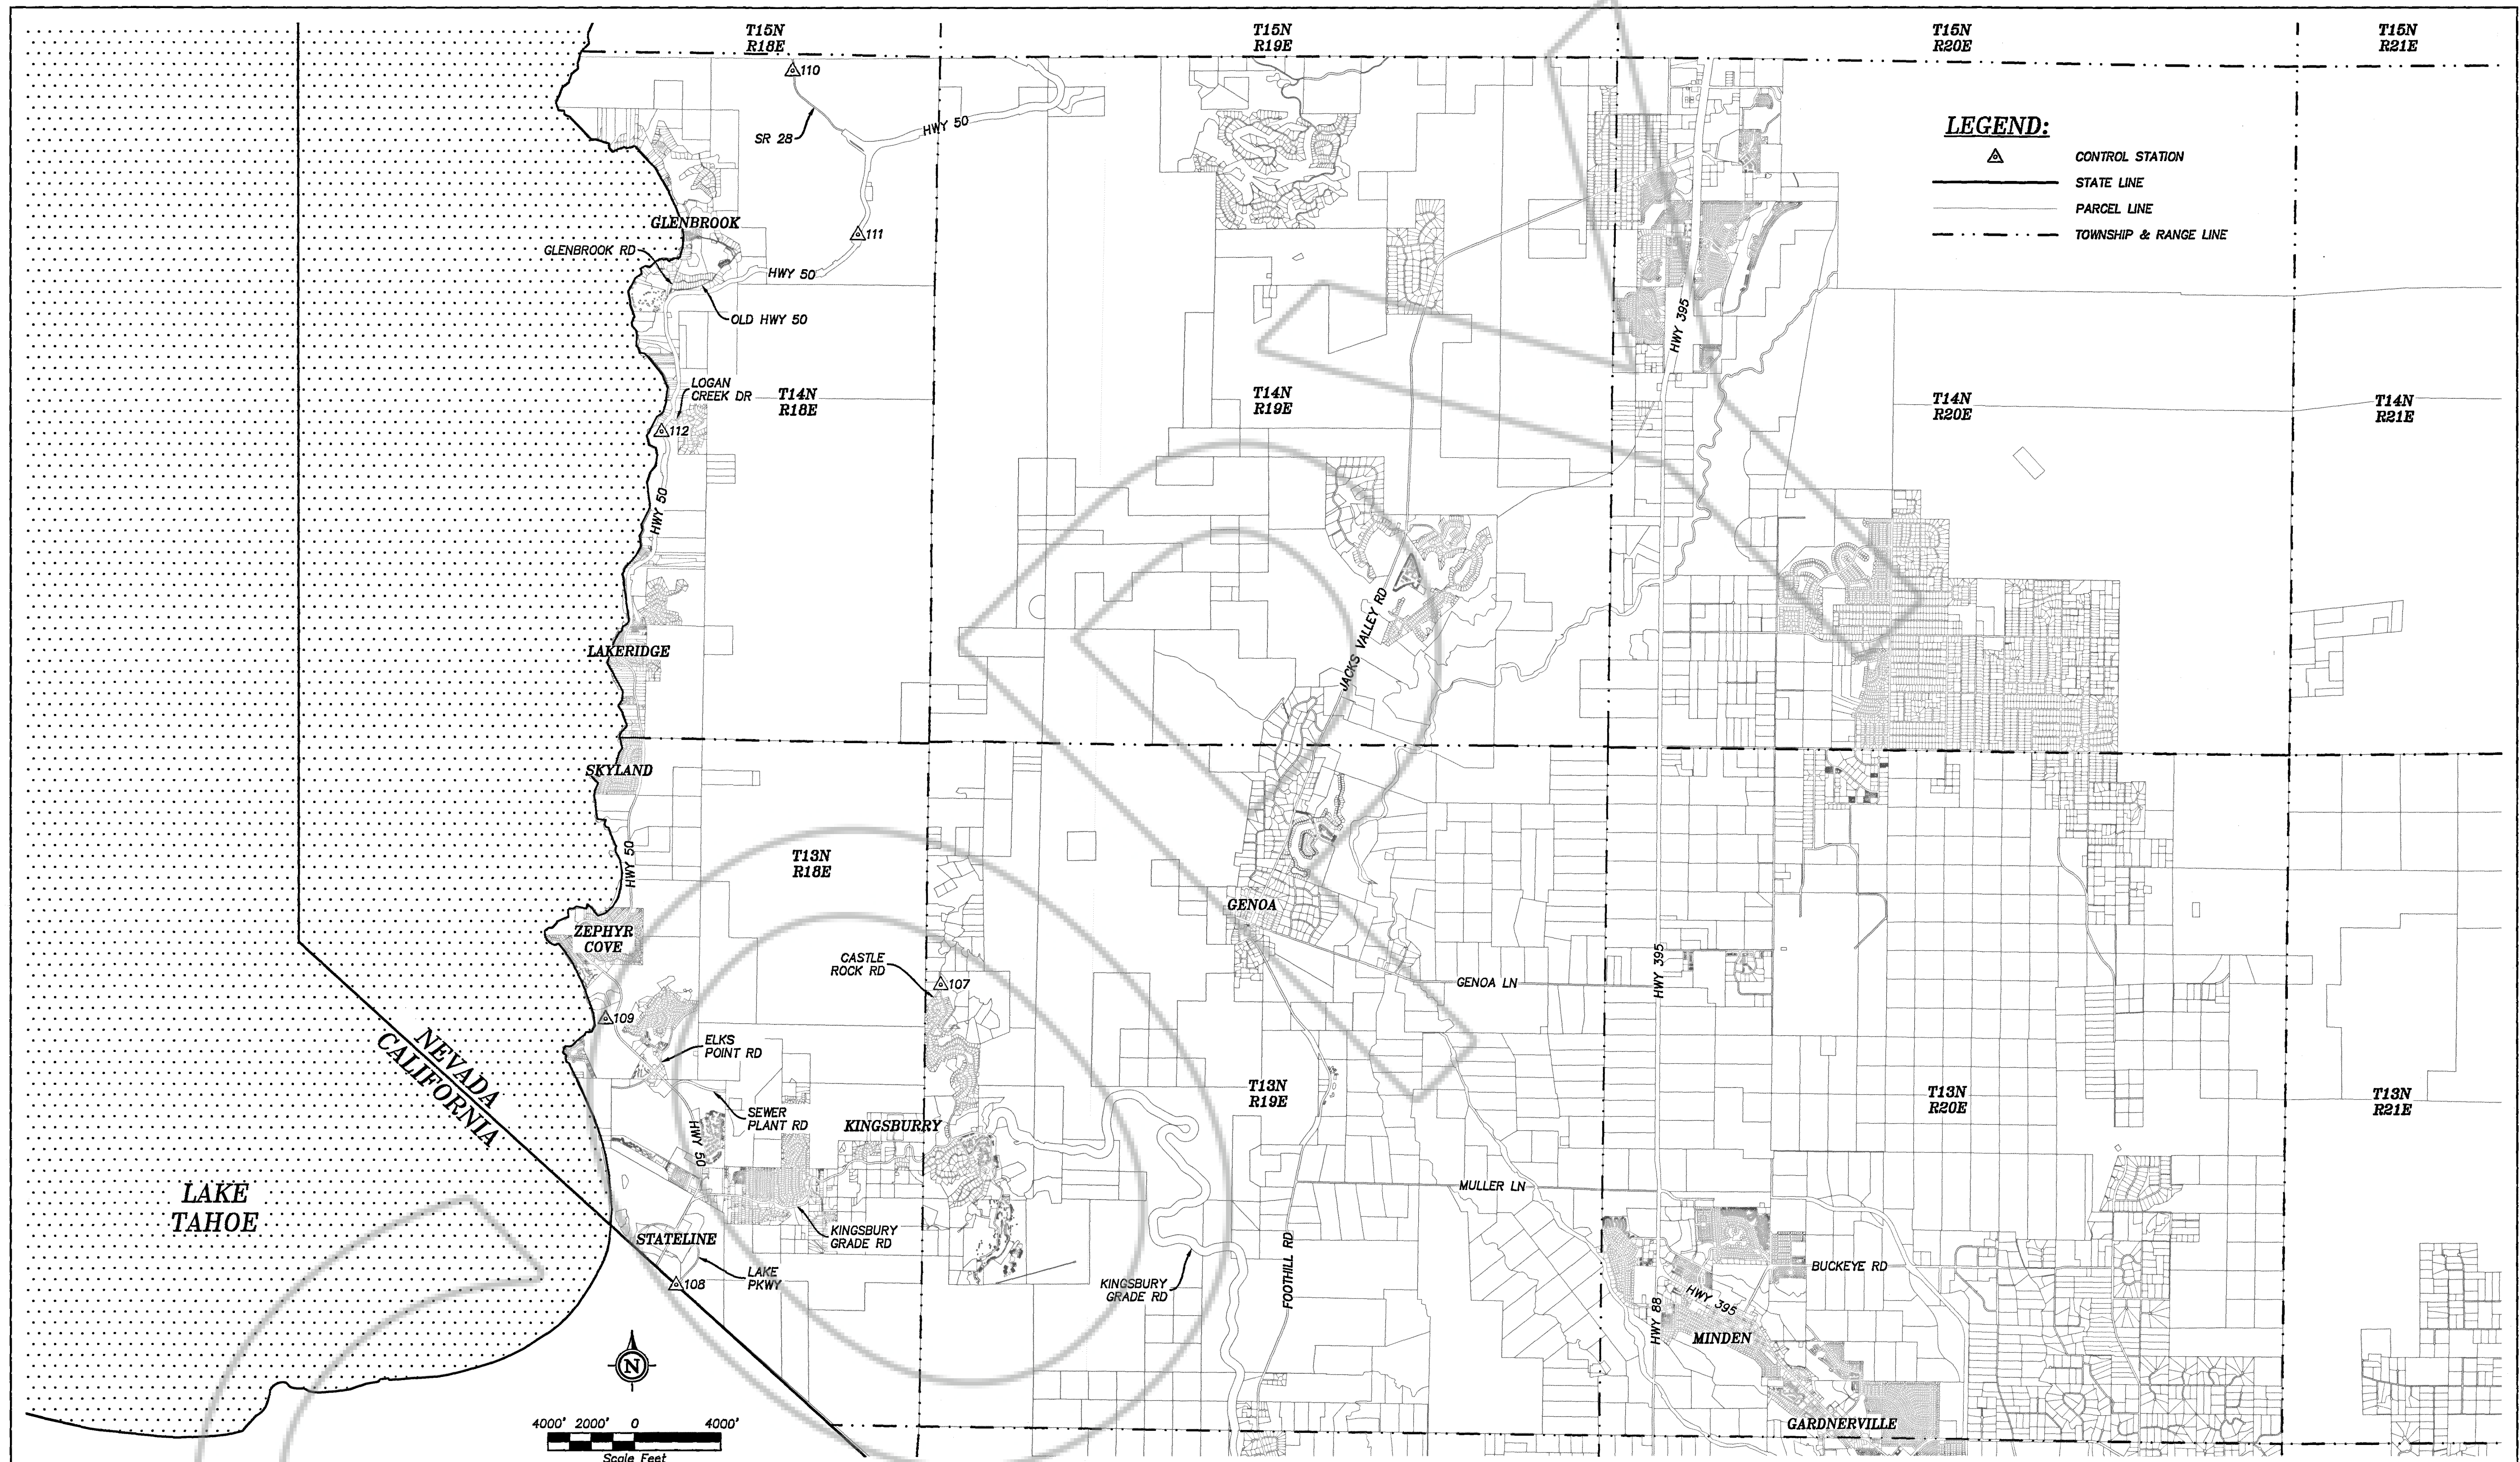 T15N
R18E
T15N
R19E
T15N
R20E
T15N
R21E
110
SR 28
HWY 50
LEGEND:
CONTROL STATION
STATE LINE
PARCEL LINE
TOWNSHIP & RANGE LINE
GLENBROOK
111
GLENBROOK RD
HWY 50
OLD HWY 50
HWY 395
LOGAN
CREEK DR
T14N
R18E
T14N
R19E
T14N
R20E
T14N
R21E
112
HWY 50
JACKS VALLEY RD
LAKERIDGE
SKYLAND
HWY 50
T13N
R18E
GENOA
ZEPHYR
COVE
CASTLE
ROCK RD
107
GENOA LN
HWY 395
109
NEVADA
CALIFORNIA
ELKS
POINT RD
T13N
R19E
T13N
R20E
T13N
R21E
SEWER
PLANT RD
HWY 50
KINGSBURRY
LAKE
TAHOE
MULLER LN
KINGSBURY
GRADE RD
STATELINE
LAKE
PKWY
108
KINGSBURY
GRADE RD
FOOTHILL RD
BUCKEYE RD
HWY 395
HWY 88
MINDEN
N
GARDNERVILLE
4000' 2000' 0 4000'
Scale Feet